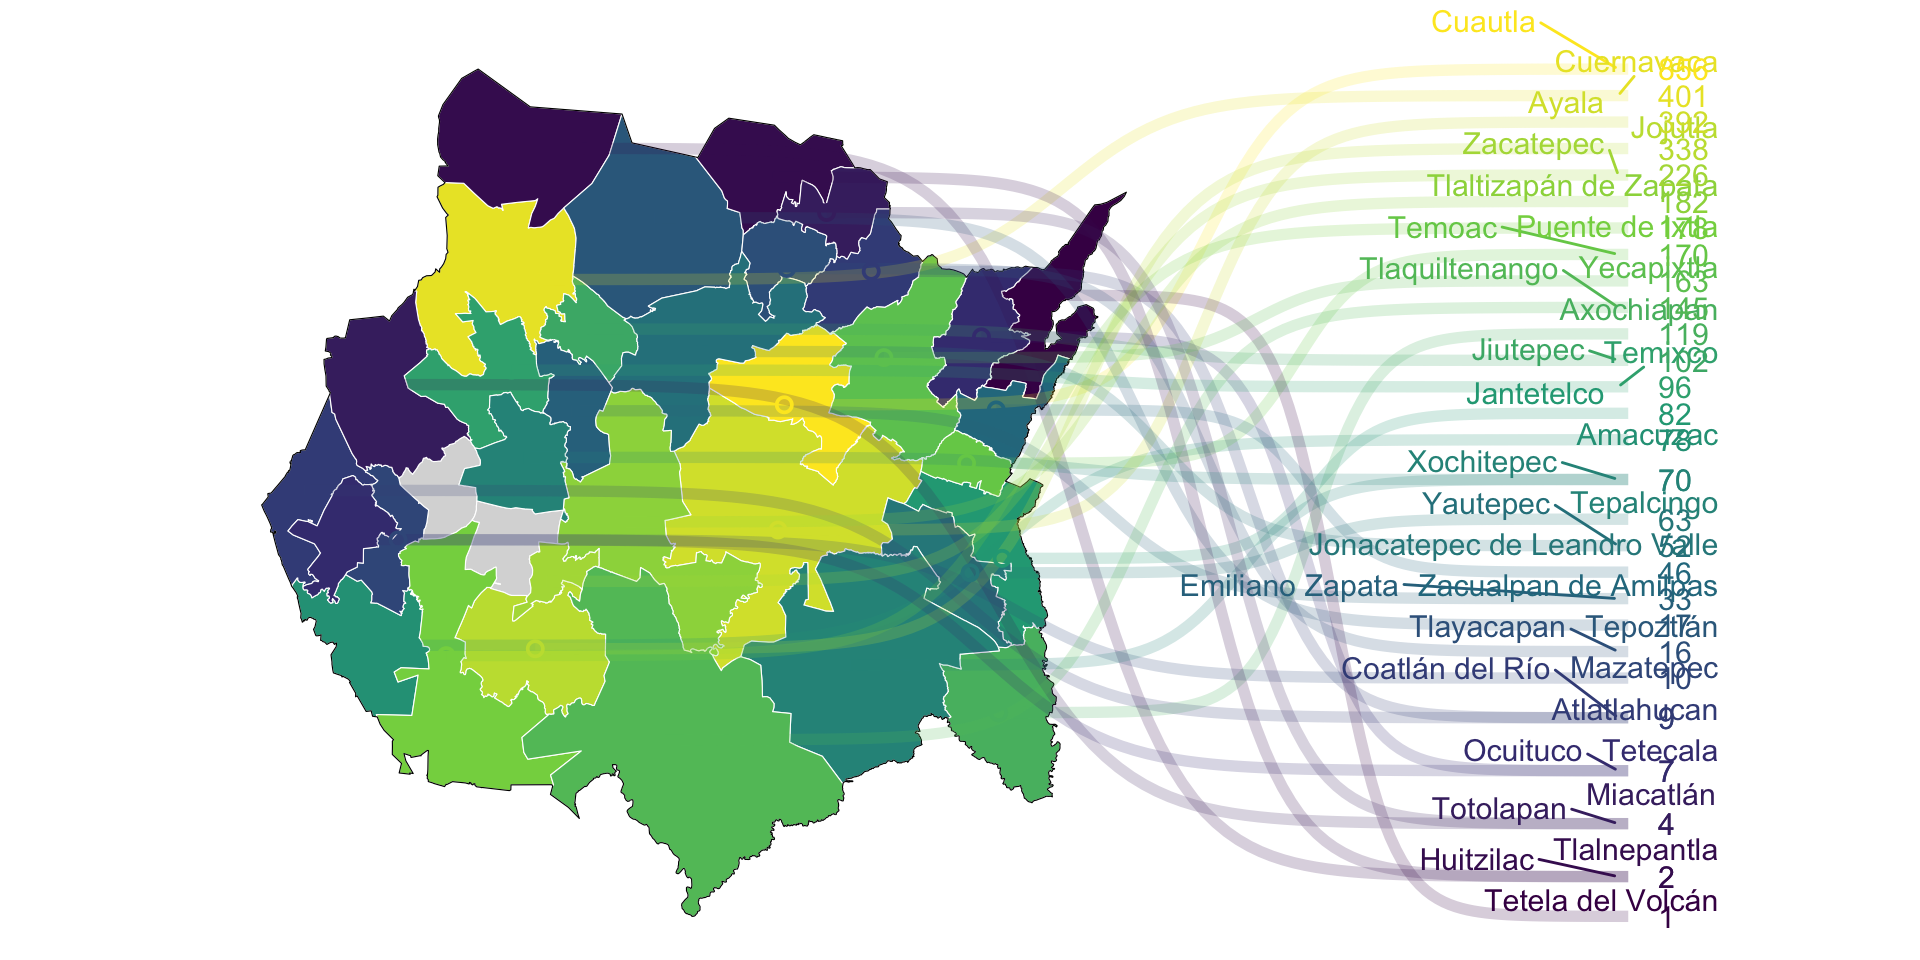 Cuautla
Cuernavaca
856
Ayala
401
392
Jojutla
Zacatepec
338
226
Tlaltizapán de Zapata
182
Temoac
Puente de Ixtla
178
170
Tlaquiltenango
Yecapixtla
163
Axochiapan
145
119
Jiutepec
Temixco
102
Jantetelco
96
82
Amacuzac
78
Xochitepec
70
Yautepec
Tepalcingo
63
Jonacatepec de Leandro Valle
52
46
Emiliano Zapata
Zacualpan de Amilpas
33
Tlayacapan
Tepoztlán
17
16
Coatlán del Río
Mazatepec
10
Atlatlahucan
9
Ocuituco
Tetecala
7
Totolapan
Miacatlán
4
Huitzilac
Tlalnepantla
2
Tetela del Volcán
1